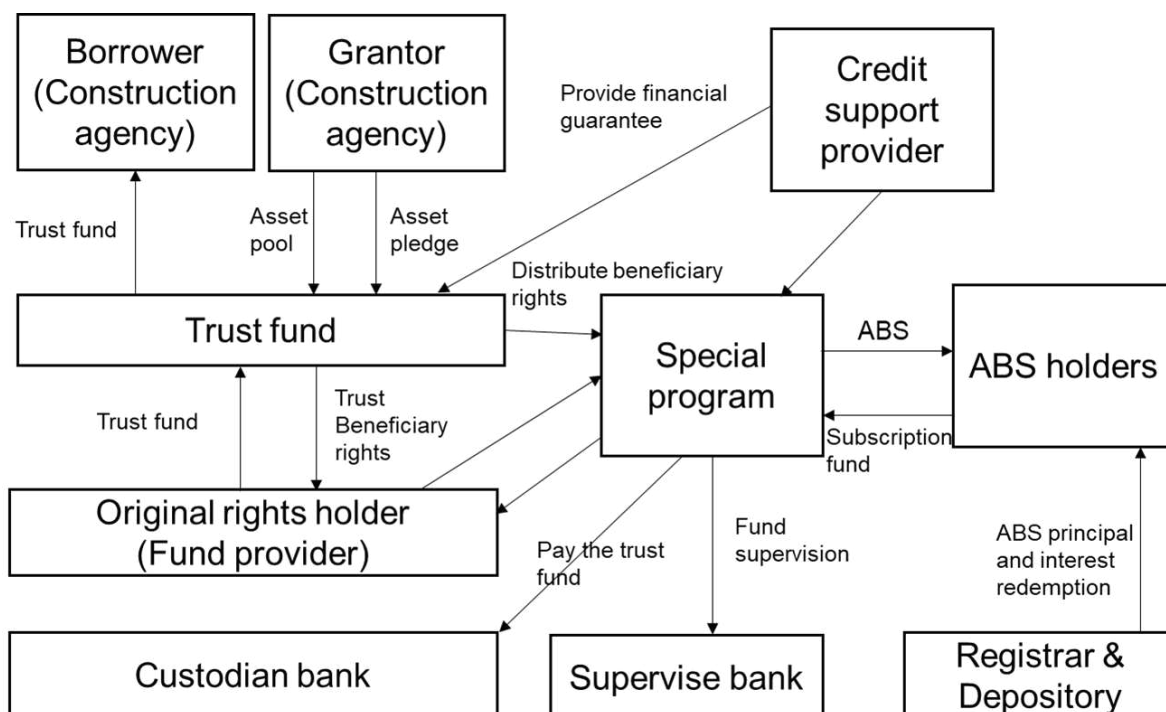 Borrower
(Construction
agency)
Grantor
(Construction
agency)
Credit
support
provider
Provide financial
guarantee
Trust fund
Asset
pool
Asset
pledge
Distribute beneficiary
rights
Trust fund
Special
program
ABS
ABS holders
Subscription
fund
Trust fund
Trust
Beneficiary
rights
Original rights holder
(Fund provider)
Pay the trust
fund
Fund
supervision
ABS principal
and interest
redemption
Custodian bank
Supervise bank
Registrar &
Depository